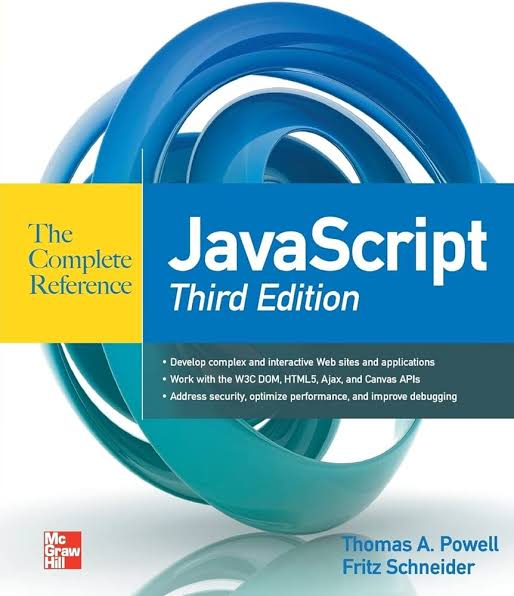 The
Complete
Reference
JavaScript
Third Edition
• Develop complex and interactive Web sites and applications
• Work with the W3C DOM, HTML5, Ajax, and Canvas APIs
• Address security, optimize performance, and improve debugging
Mc
Graw
Hill
Thomas A. Powell
Fritz Schneider